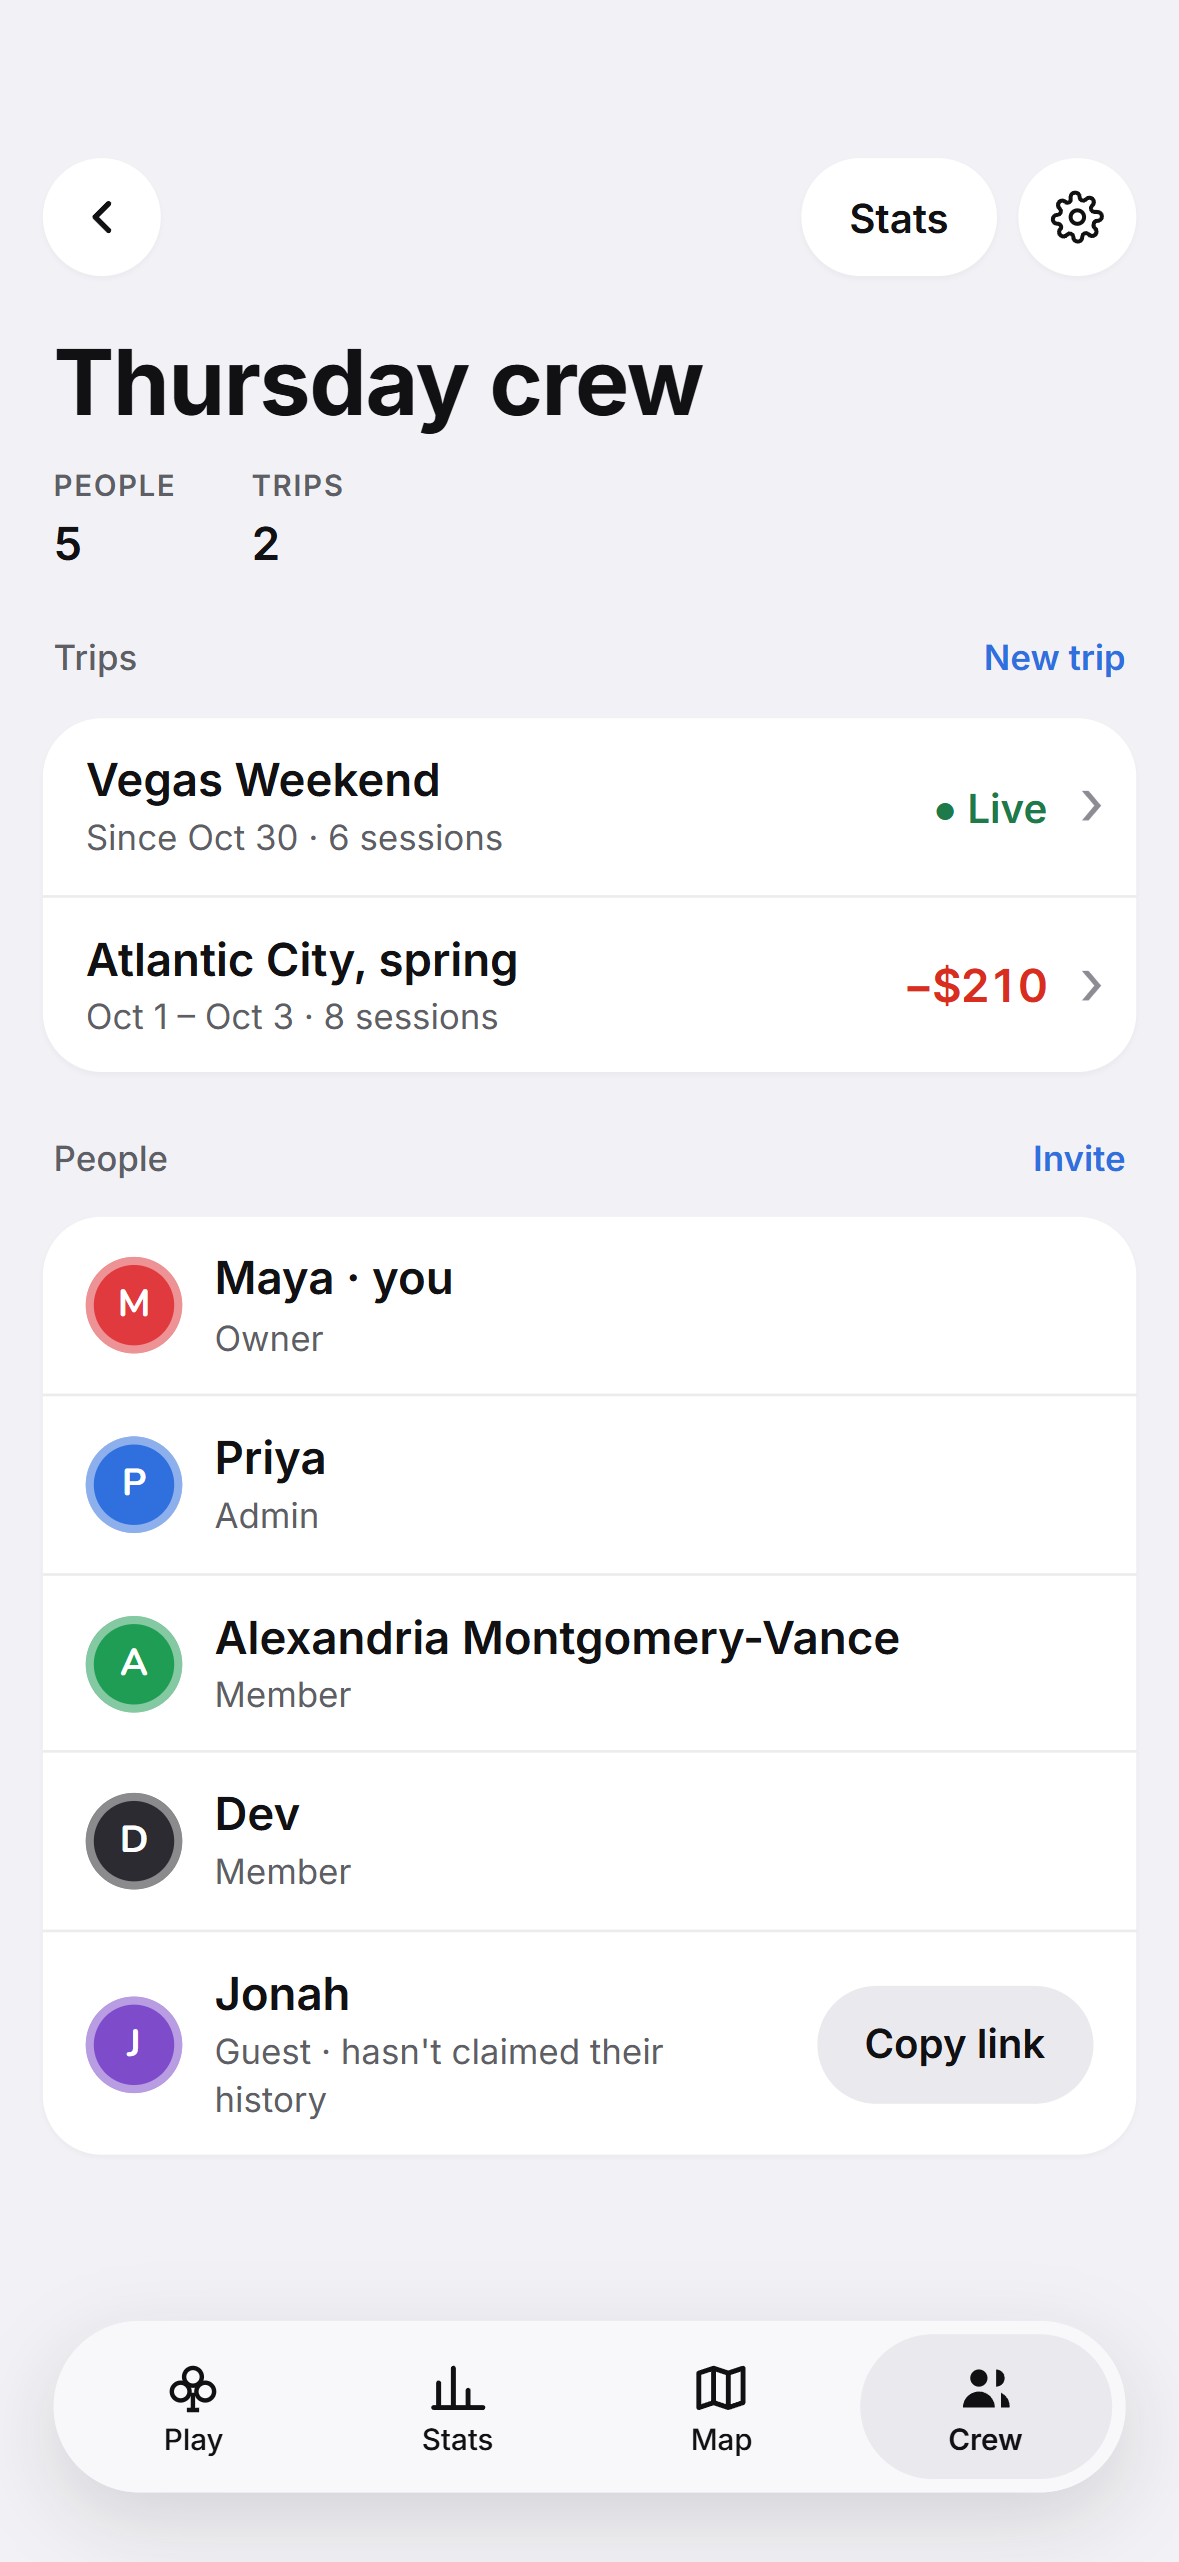 Stats
Thursday crew
PEOPLE TRIPS
5 2
Trips New trip
Vegas Weekend
Since Oct 30 · 6 sessions
• Live
Atlantic City, spring
Oct 1 – Oct 3 · 8 sessions
–$210
People Invite
M
Maya · you
Owner
P
Priya
Admin
A
Alexandria Montgomery-Vance
Member
D
Dev
Member
J
Jonah
Guest · hasn't claimed their
history
Copy link
Play Stats Map Crew